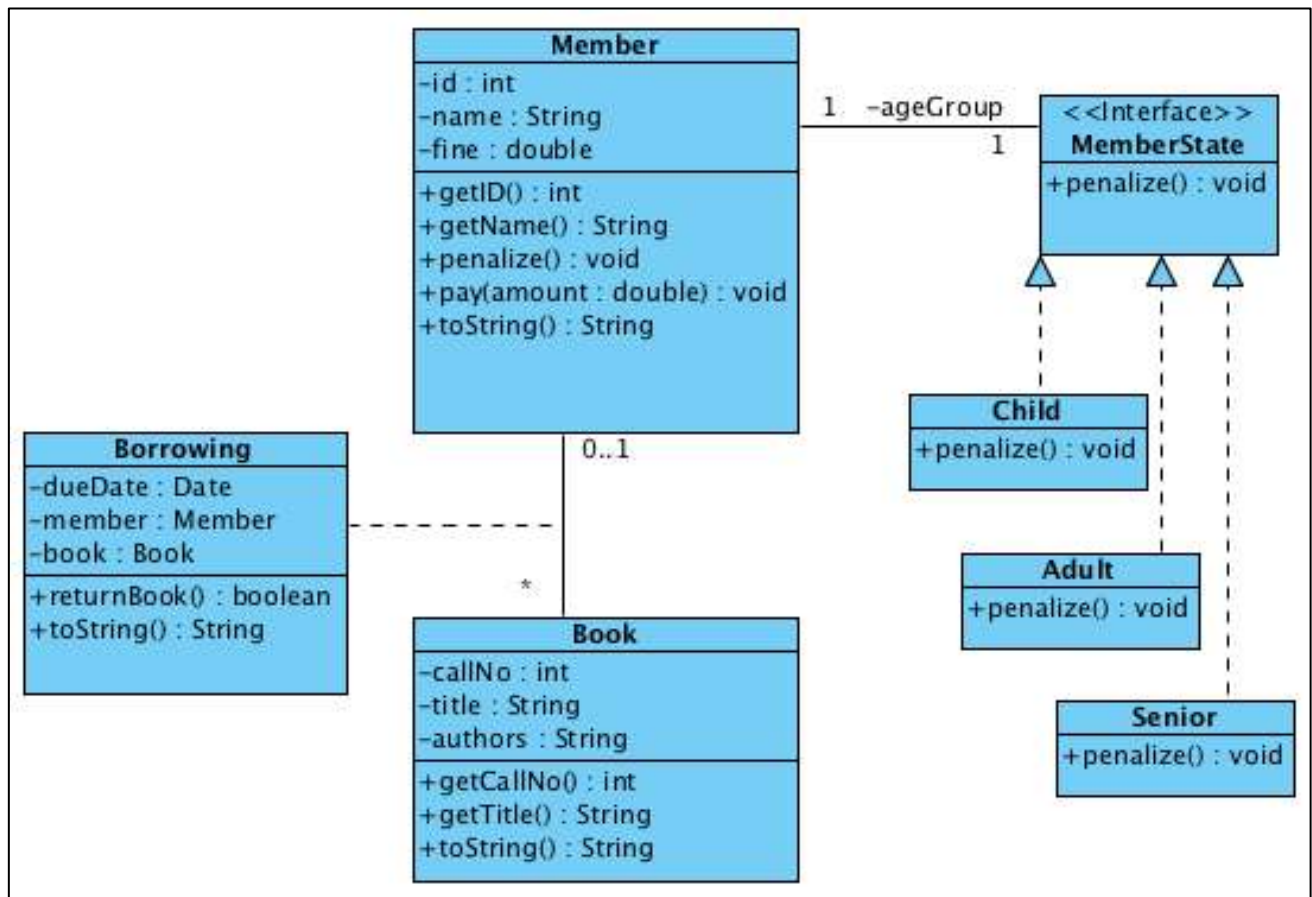 Member
-id : int
-name : String
-fine : double
+getID() : int
+getName() : String
+penalize() : void
+pay(amount : double) : void
+toString() : String
1 -ageGroup
1
<<Interface>>
MemberState
+penalize() : void
Child
+penalize() : void
Adult
+penalize() : void
Senior
+penalize() : void
0..1
*
Borrowing
-dueDate : Date
-member : Member
-book : Book
+returnBook() : boolean
+toString() : String
Book
-callNo : int
-title : String
-authors : String
+getCallNo() : int
+getTitle() : String
+toString() : String